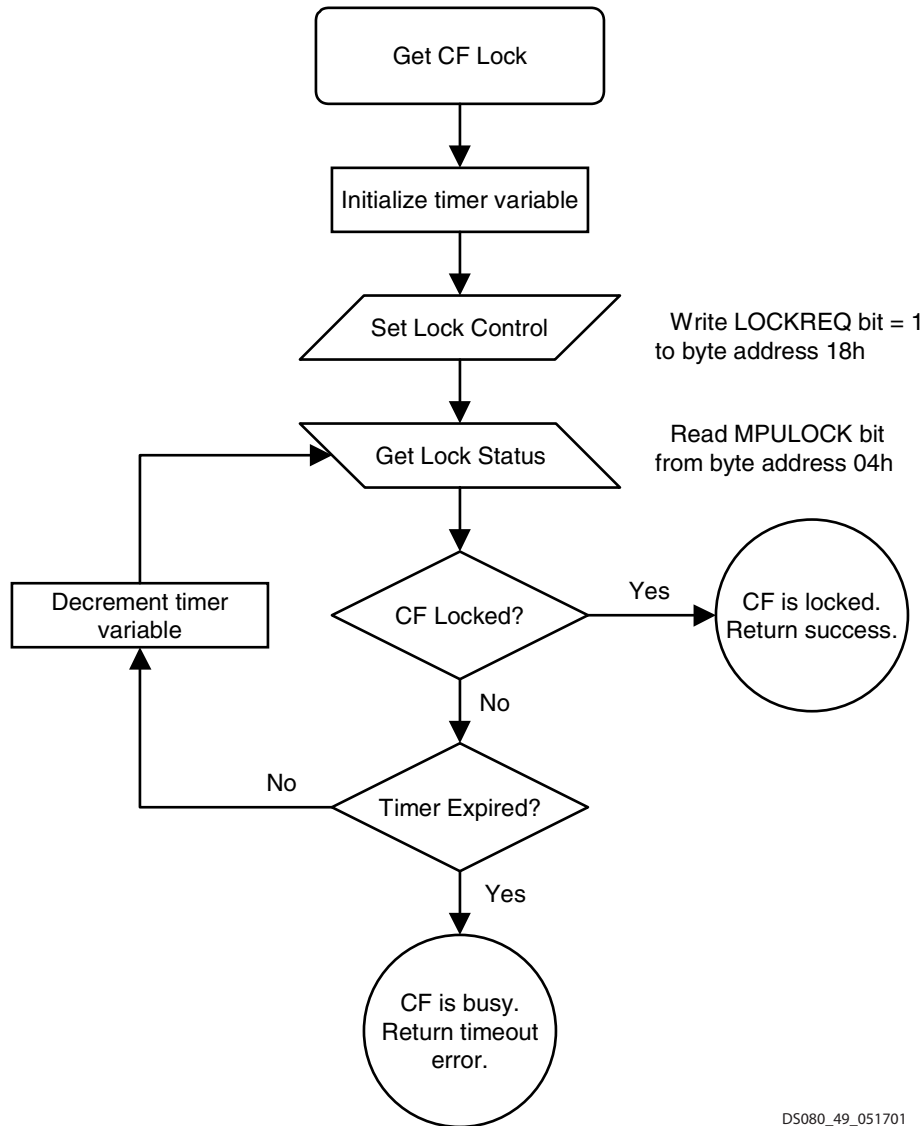 Get CF Lock
Initialize timer variable
Set Lock Control
Write LOCKREQ bit = 1
to byte address 18h
Get Lock Status
Read MPULOCK bit
from byte address 04h
Decrement timer
variable
CF Locked?
Yes
CF is locked.
Return success.
No
No
Timer Expired?
Yes
CF is busy.
Return timeout
error.
DS080_49_051701